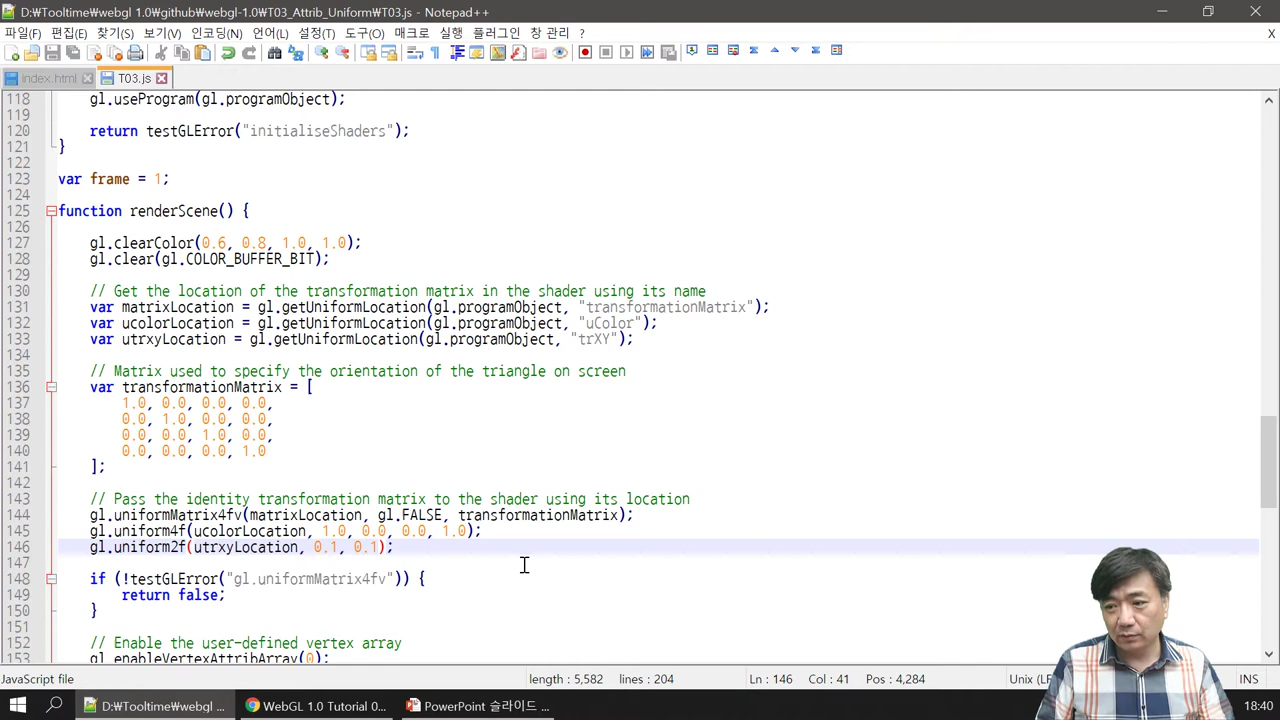 D:₩Tooltime₩webgl 1.0₩github₩webgl-1.0₩T03_Attrib_Uniform₩T03.js - Notepad++
파일(F) 편집(E) 찾기(S) 보기(V) 인코딩(N) 언어(L) 설정(T) 도구(O) 매크로 실행 플러그인 창 관리 ? X
index.html T03.js
118 gl.useProgram(gl.programObject);
119
120 return testGLError("initialiseShaders");
121 }
122
123 var frame = 1;
124
125 function renderScene() {
126
127 gl.clearColor(0.6, 0.8, 1.0, 1.0);
128 gl.clear(gl.COLOR_BUFFER_BIT);
129
130 // Get the location of the transformation matrix in the shader using its name
131 var matrixLocation = gl.getUniformLocation(gl.programObject, "transformationMatrix");
132 var ucolorLocation = gl.getUniformLocation(gl.programObject, "uColor");
133 var utrxyLocation = gl.getUniformLocation(gl.programObject, "trXY");
134
135 // Matrix used to specify the orientation of the triangle on screen
136 var transformationMatrix = [
137 1.0, 0.0, 0.0, 0.0,
138 0.0, 1.0, 0.0, 0.0,
139 0.0, 0.0, 1.0, 0.0,
140 0.0, 0.0, 0.0, 1.0
141 ];
142
143 // Pass the identity transformation matrix to the shader using its location
144 gl.uniformMatrix4fv(matrixLocation, gl.FALSE, transformationMatrix);
145 gl.uniform4f(ucolorLocation, 1.0, 0.0, 0.0, 1.0);
146 gl.uniform2f(utrxyLocation, 0.1, 0.1);
147
148 if (!testGLError("gl.uniformMatrix4fv")) {
149 return false;
150 }
151
152 // Enable the user-defined vertex array
153 gl.enableVertexAttribArray(0);
JavaScript file length : 5,582 lines : 204 Ln : 146 Col : 41 Pos : 4,284 Unix (LF INS
D:₩Tooltime₩webgl ... WebGL 1.0 Tutorial 0... PowerPoint 슬라이드 ... 18:40